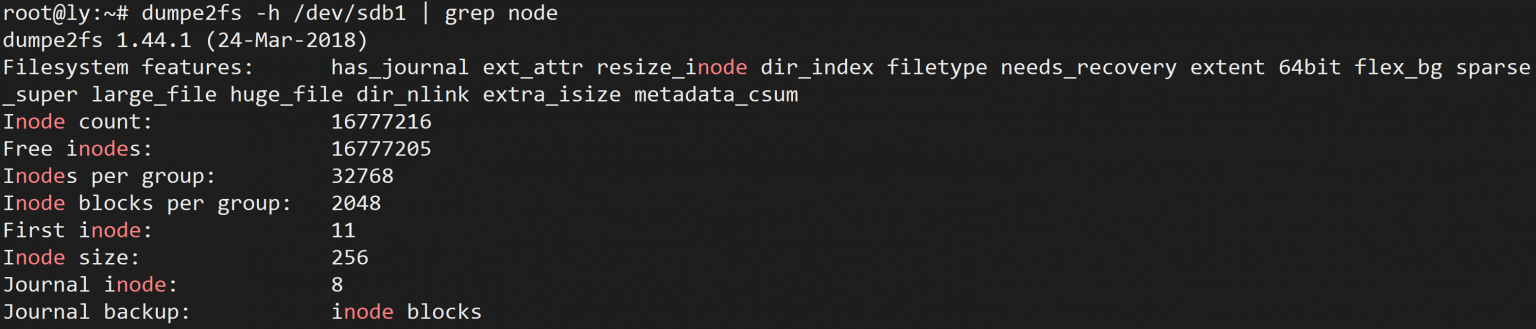 root@ly:~# dumpe2fs -h /dev/sdb1 | grep node
dumpe2fs 1.44.1 (24-Mar-2018)
Filesystem features:      has_journal ext_attr resize_inode dir_index filetype needs_recovery extent 64bit flex_bg sparse
_super large_file huge_file dir_nlink extra_isize metadata_csum
Inode count:              16777216
Free inodes:              16777205
Inodes per group:         32768
Inode blocks per group:   2048
First inode:              11
Inode size:               256
Journal inode:            8
Journal backup:           inode blocks